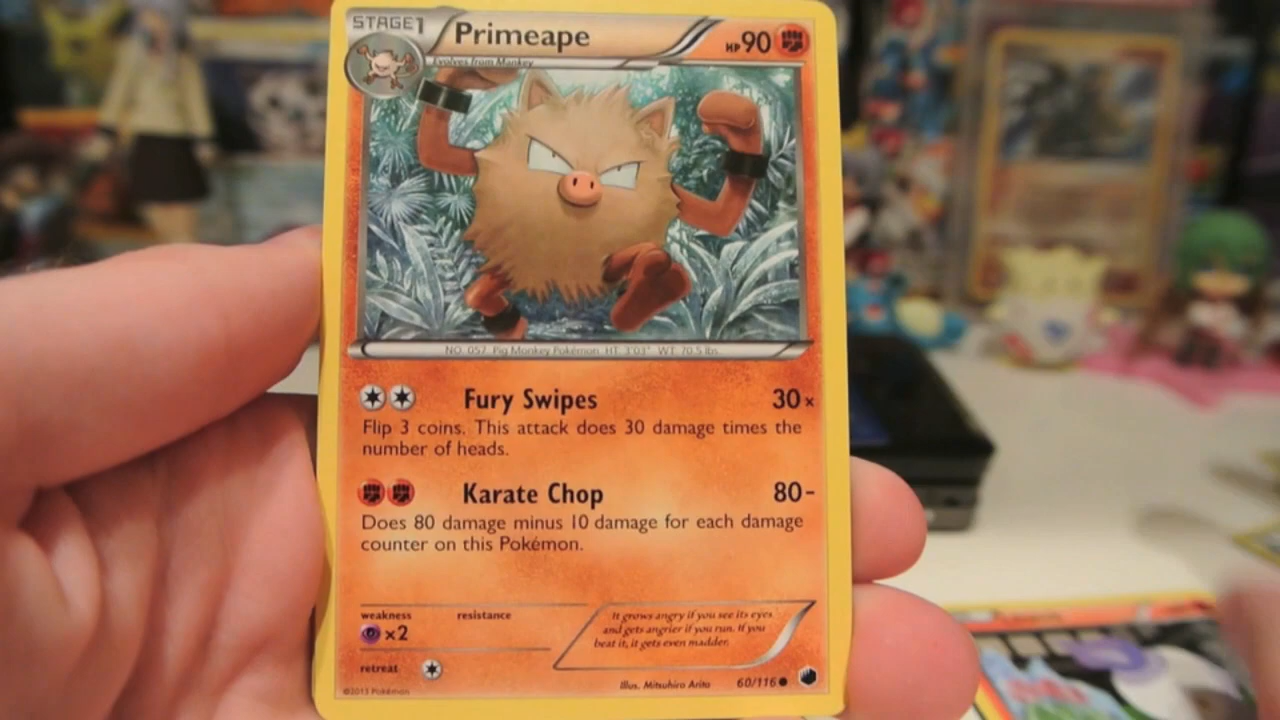 STAGE1
Primeape
HP90
Evolves from Mankey
NO. 057 Pig Monkey Pokémon HT: 3'03" WT: 70.5 lbs.
Fury Swipes 30×
Flip 3 coins. This attack does 30 damage times the
number of heads.
Karate Chop 80-
Does 80 damage minus 10 damage for each damage
counter on this Pokémon.
weakness resistance
×2
retreat
It grows angry if you see its eyes
and gets angrier if you run. If you
beat it, it gets even madder.
Illus. Mitsuhiro Arita 60/116
©2013 Pokémon